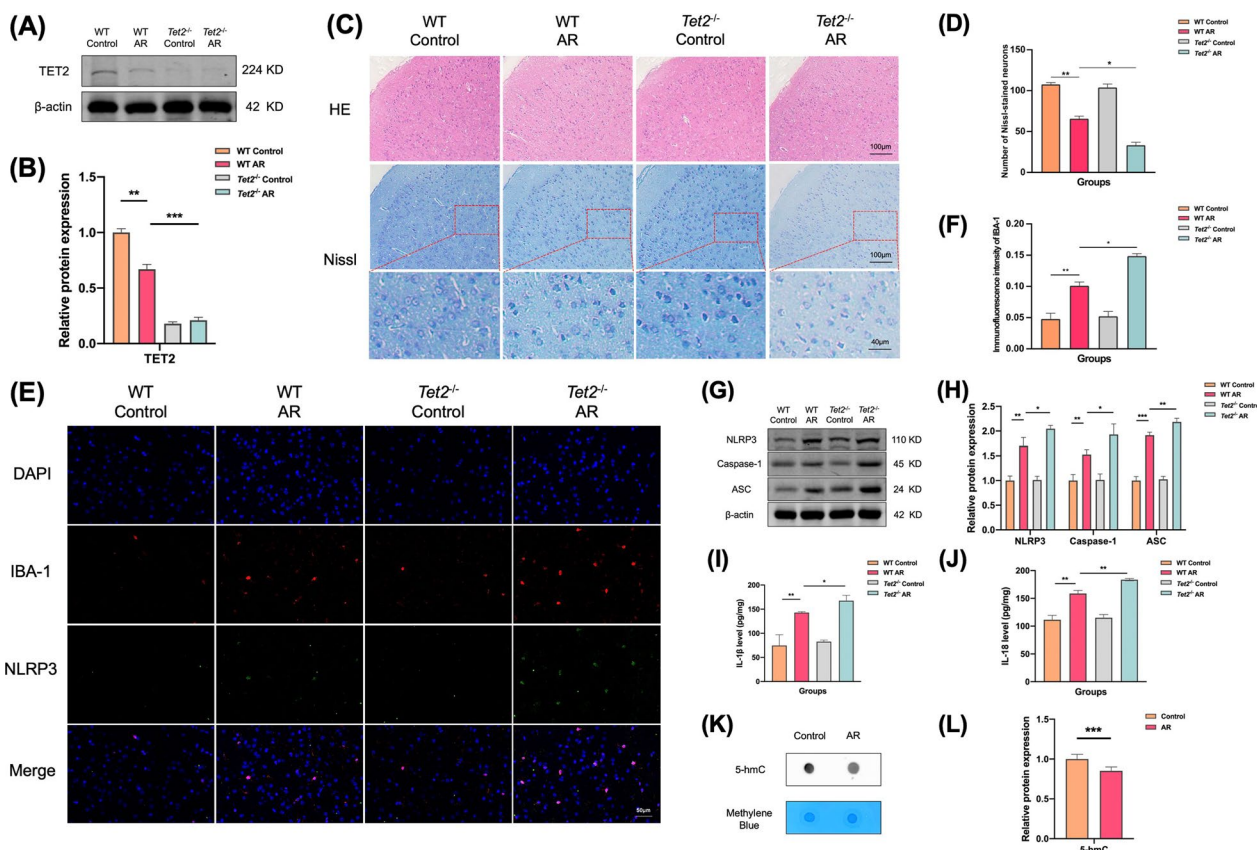 (A)
WT
Control
WT
AR
Tet2-/-
Control
Tet2-/-
AR
TET2
224 KD
β-actin
42 KD
(B)
WT Control
WT AR
Tet2-/- Control
Tet2-/- AR
Relative protein expression
1.5
1.0
0.5
0.0
**
***
TET2
(C)
WT
Control
WT
AR
Tet2-/-
Control
Tet2-/-
AR
HE
100μm
Nissl
100μm
40μm
(D)
WT Control
WT AR
Tet2-/- Control
Tet2-/- AR
Number of Nissl-stained neurons
150
100
50
0
**
*
Groups
(F)
WT Control
WT AR
Tet2-/- Control
Tet2-/- AR
Immunofluorescence intensity of IBA-1
0.20
0.15
0.10
0.05
0.00
**
*
Groups
(E)
WT
Control
WT
AR
Tet2-/-
Control
Tet2-/-
AR
DAPI
IBA-1
NLRP3
Merge
50μm
(G)
WT
Control
WT
AR
Tet2-/-
Control
Tet2-/-
AR
NLRP3
110 KD
Caspase-1
45 KD
ASC
24 KD
β-actin
42 KD
(H)
WT Control
WT AR
Tet2-/- Control
Tet2-/- AR
Relative protein expression
2.5
2.0
1.5
1.0
0.5
0.0
** *
** *
*** **
NLRP3 Caspase-1 ASC
(I)
WT Control
WT AR
Tet2-/- Control
Tet2-/- AR
IL-1β level (pg/mg)
200
150
100
50
0
**
*
Groups
(J)
WT Control
WT AR
Tet2-/- Control
Tet2-/- AR
IL-18 level (pg/mg)
200
150
100
50
0
**
**
Groups
(K)
Control AR
5-hmC
Methylene
Blue
(L)
Control
AR
Relative protein expression
1.5
1.0
0.5
0.0
***
5-hmC